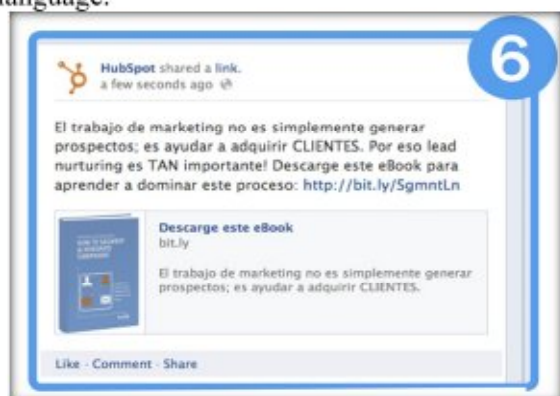 language.
6
HubSpot shared a link.
a few seconds ago
El trabajo de marketing no es simplemente generar
prospectos; es ayudar a adquirir CLIENTES. Por eso lead
nurturing es TAN importante! Descargue este eBook para
aprender a dominar este proceso: http://bit.ly/SgmntLn
Descarge este eBook
bit.ly
El trabajo de marketing no es simplemente generar
prospectos; es ayudar a adquirir CLIENTES.
Like · Comment · Share